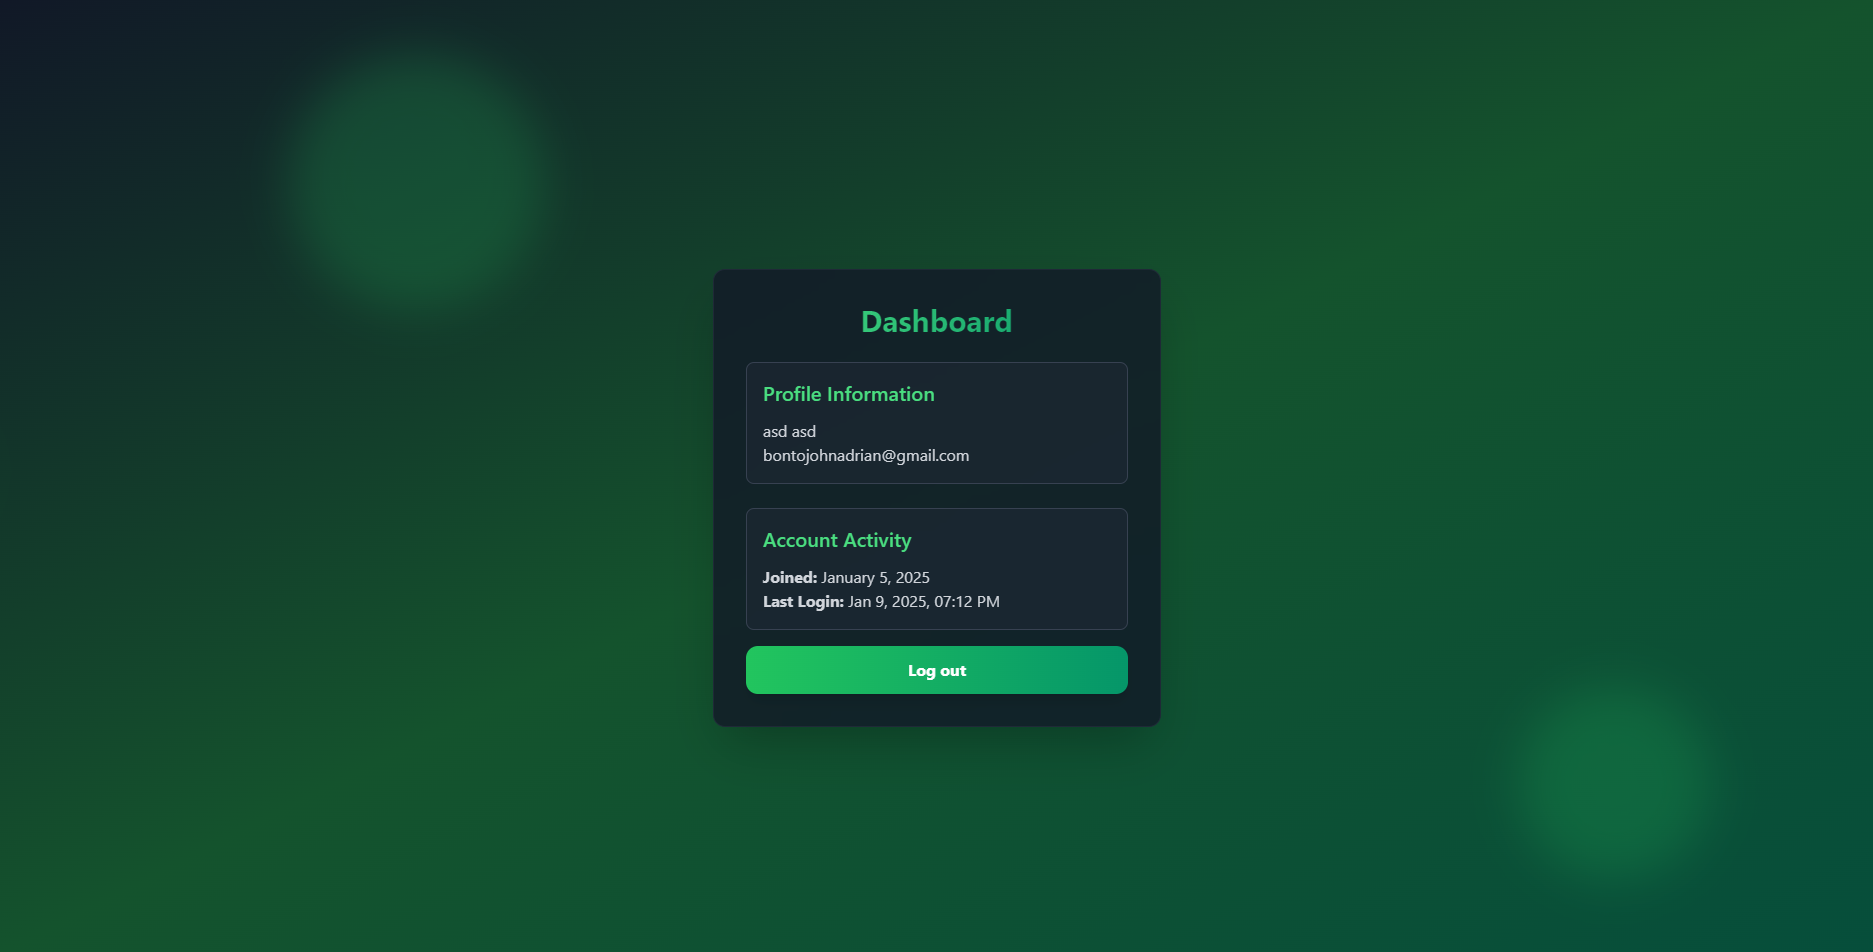 Dashboard
Profile Information
asd asd
bontojohnadrian@gmail.com
Account Activity
Joined: January 5, 2025
Last Login: Jan 9, 2025, 07:12 PM
Log out